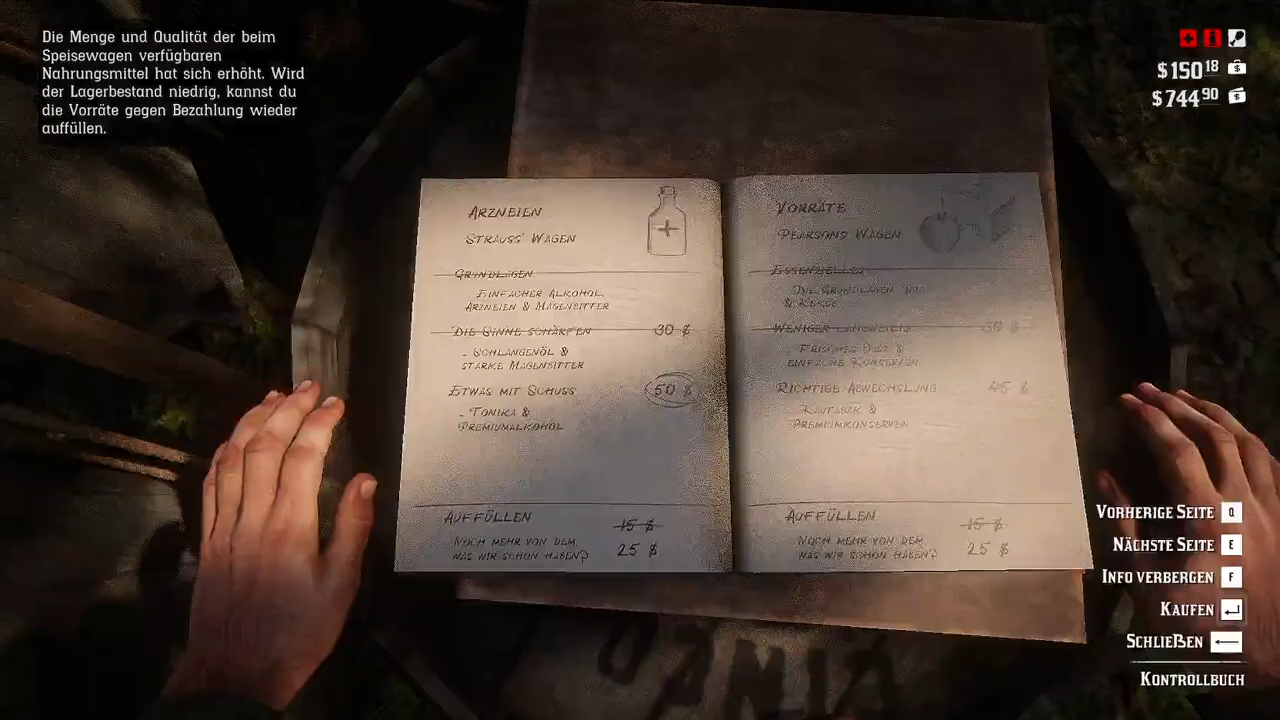 Die Menge und Qualität der beim
Speisewagen verfügbaren
Nahrungsmittel hat sich erhöht. Wird
der Lagerbestand niedrig, kannst du
die Vorräte gegen Bezahlung wieder
auffüllen.
$150 18
$744 90
ARZNEIEN
STRAUSS' WAGEN
GRUNDLAGEN
EINFACHER ALKOHOL,
ARZNEIEN & MAGENBITTER
DIE SINNE SCHÄRFEN 30 $
- SCHLANGENÖL &
STARKE MAGENBITTER
ETWAS MIT SCHUSS 50 $
- TONIKA &
PREMIUMALKOHOL
AUFFÜLLEN 15 $
NOCH MEHR VON DEM,
WAS WIR SCHON HABEN? 25 $
VORRÄTE
PEARSONS WAGEN
ESSENZIELLES
DIE GRUNDLAGEN
& KEKSE
WENIGER LANGWEILIG 30 $
FRISCHES OBST &
EINFACHE KONSERVEN
RICHTIGE ABWECHSLUNG 45 $
KAUTABAK &
PREMIUMKONSERVEN
AUFFÜLLEN 15 $
NOCH MEHR VON DEM,
WAS WIR SCHON HABEN? 25 $
VORHERIGE SEITE Q
NÄCHSTE SEITE E
INFO VERBERGEN F
KAUFEN
SCHLIEẞEN
KONTROLLBUCH